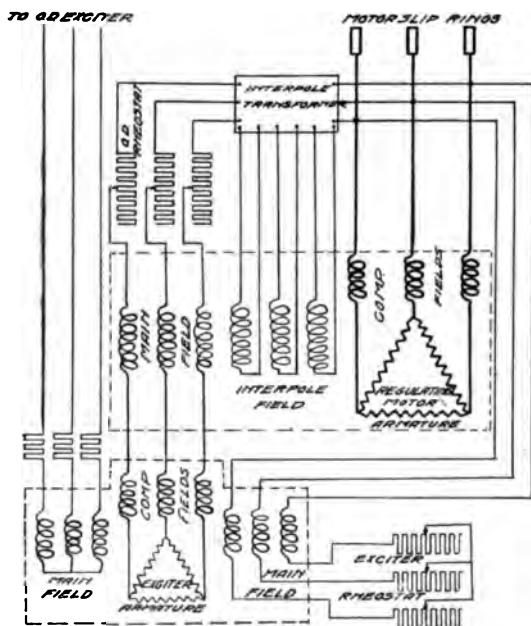 TO O.D. EXCITER
MOTOR SLIP RINGS
INTERPOLE
TRANSFORMER
O.D.
RHEOSTAT
MAIN
FIELD
COMP
FIELDS
INTERPOLE
FIELD
REGULATING
MOTOR
ARMATURE
COMP
FIELDS
EXCITER
ARMATURE
MAIN
FIELD
MAIN
FIELD
EXCITER
RHEOSTAT